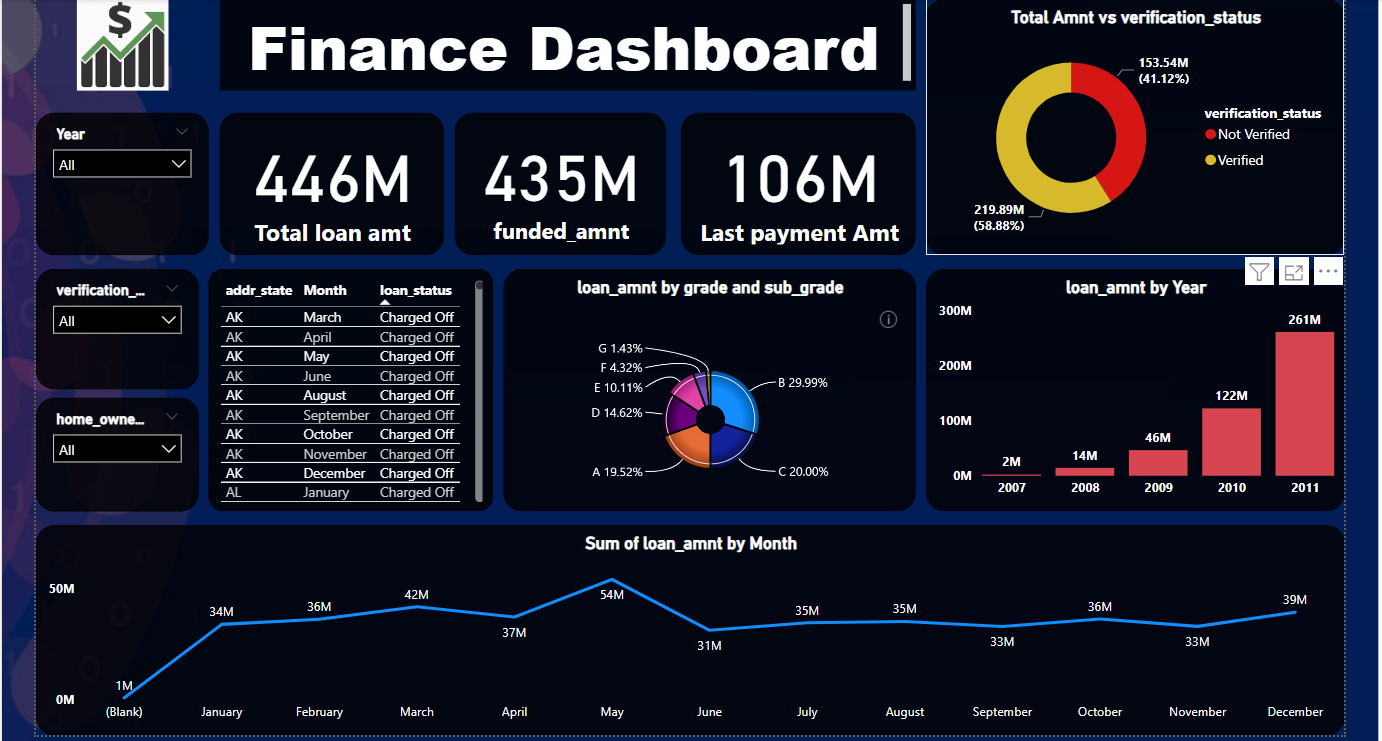 $
Finance Dashboard
Total Amnt vs verification_status
153.54M
(41.12%)
219.89M
(58.88%)
verification_status
Not Verified
Verified
Year
All
446M
Total loan amt
435M
funded_amnt
106M
Last payment Amt
verification_...
All
home_owne...
All
addr_state Month loan_status
AK March Charged Off
AK April Charged Off
AK May Charged Off
AK June Charged Off
AK August Charged Off
AK September Charged Off
AK October Charged Off
AK November Charged Off
AK December Charged Off
AL January Charged Off
loan_amnt by grade and sub_grade
G 1.43%
F 4.32%
E 10.11%
D 14.62%
A 19.52%
B 29.99%
C 20.00%
loan_amnt by Year
300M
200M
100M
0M
2M
14M
46M
122M
261M
2007 2008 2009 2010 2011
Sum of loan_amnt by Month
50M
0M
1M
34M
36M
42M
37M
54M
31M
35M
35M
33M
36M
33M
39M
(Blank) January February March April May June July August September October November December